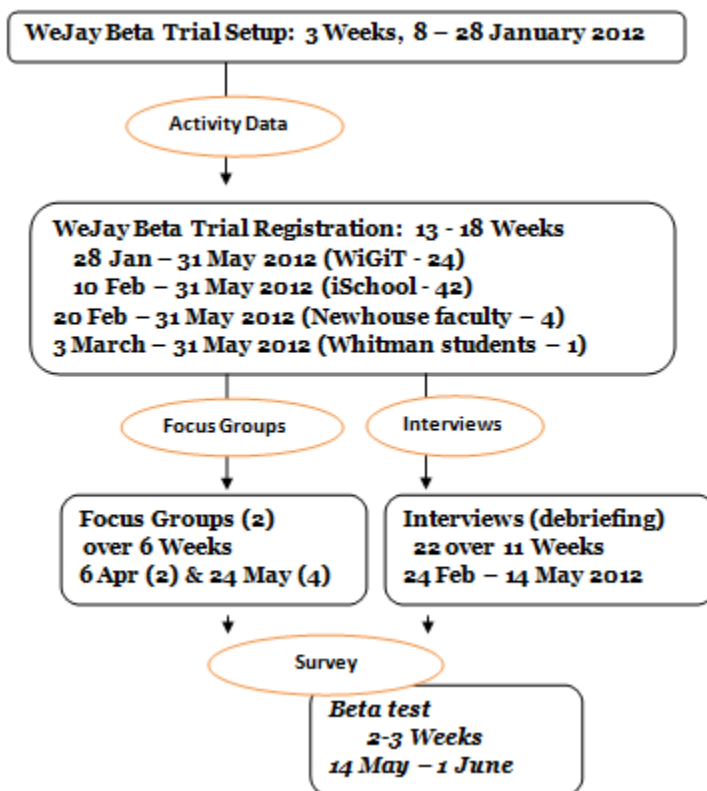 WeJay Beta Trial Setup: 3 Weeks, 8 – 28 January 2012
Activity Data
WeJay Beta Trial Registration: 13 - 18 Weeks
28 Jan – 31 May 2012 (WiGiT - 24)
10 Feb – 31 May 2012 (iSchool - 42)
20 Feb – 31 May 2012 (Newhouse faculty – 4)
3 March – 31 May 2012 (Whitman students – 1)
Focus Groups
Interviews
Focus Groups (2)
over 6 Weeks
6 Apr (2) & 24 May (4)
Interviews (debriefing)
22 over 11 Weeks
24 Feb – 14 May 2012
Survey
Beta test
2-3 Weeks
14 May – 1 June